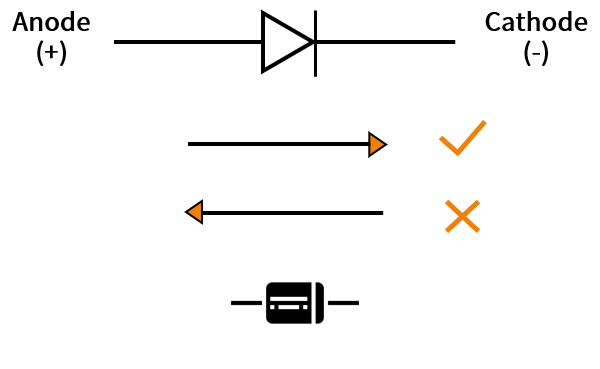 Anode
(+)
Cathode
(-)